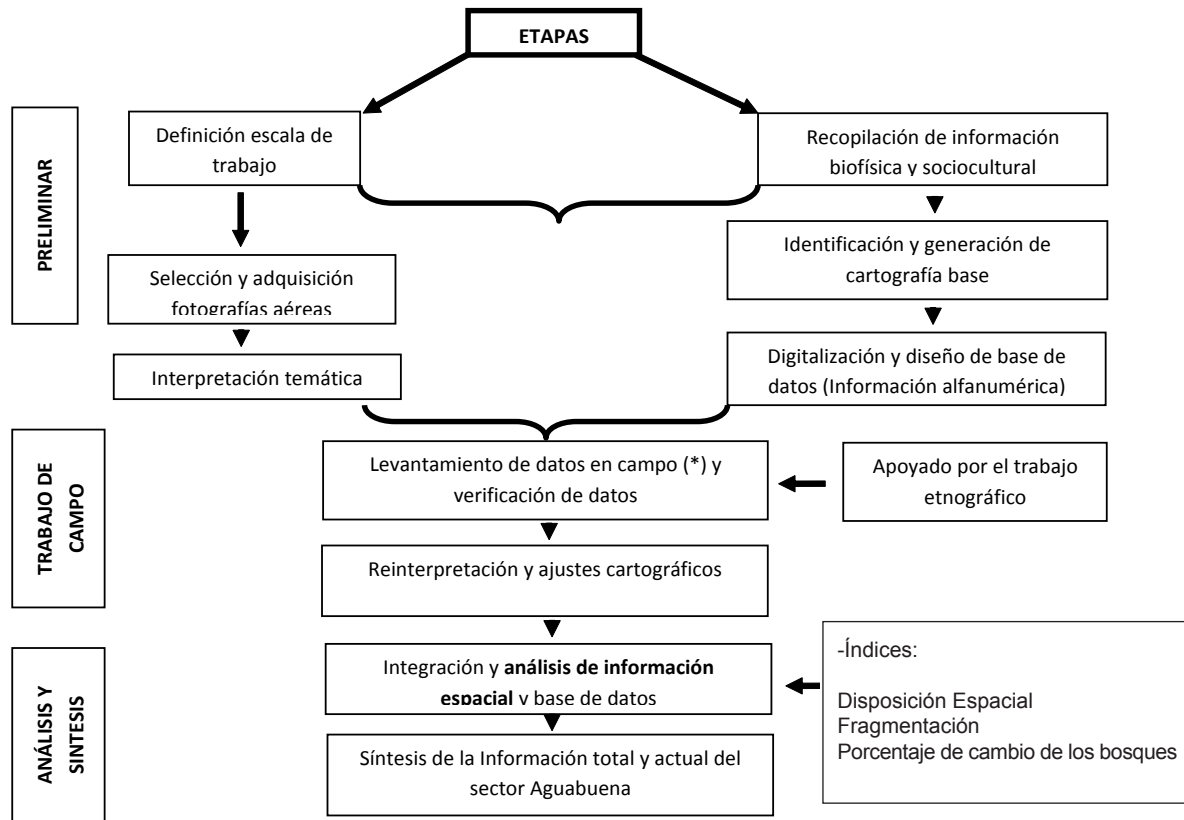 ETAPAS
PRELIMINAR
Definición escala de
trabajo
Recopilación de información
biofísica y sociocultural
Selección y adquisición
fotografías aéreas
Identificación y generación de
cartografía base
Interpretación temática
Digitalización y diseño de base de
datos (Información alfanumérica)
TRABAJO DE
CAMPO
Levantamiento de datos en campo (*) y
verificación de datos
Apoyado por el trabajo
etnográfico
Reinterpretación y ajustes cartográficos
ANÁLISIS Y
SINTESIS
Integración y análisis de información
espacial y base de datos
-Índices:
Disposición Espacial
Fragmentación
Porcentaje de cambio de los bosques
Síntesis de la Información total y actual del
sector Aguabuena